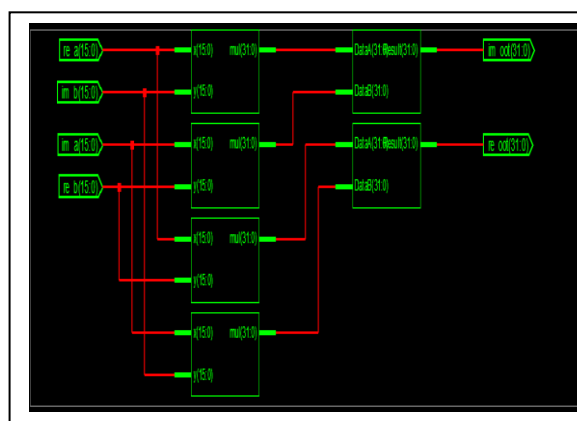 re_a(15:0)
x(15:0) mul(31:0)
DataA(31:0) Result(31:0)
im_oot(31:0)
im_b(15:0)
y(15:0)
DataB(31:0)
im_a(15:0)
x(15:0) mul(31:0)
DataA(31:0) Result(31:0)
re_oot(31:0)
re_b(15:0)
y(15:0)
DataB(31:0)
x(15:0) mul(31:0)
y(15:0)
x(15:0) mul(31:0)
y(15:0)